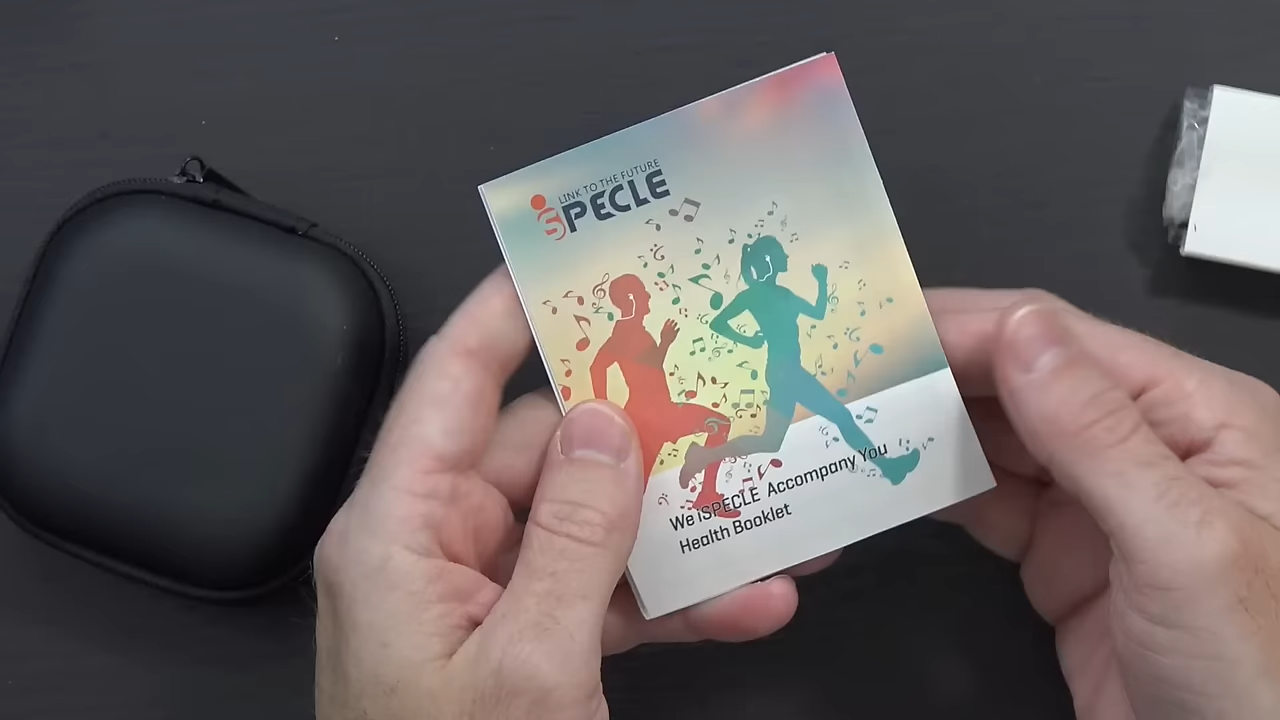 LINK TO THE FUTURE
iSPECLE
We iSPECLE Accompany You
Health Booklet